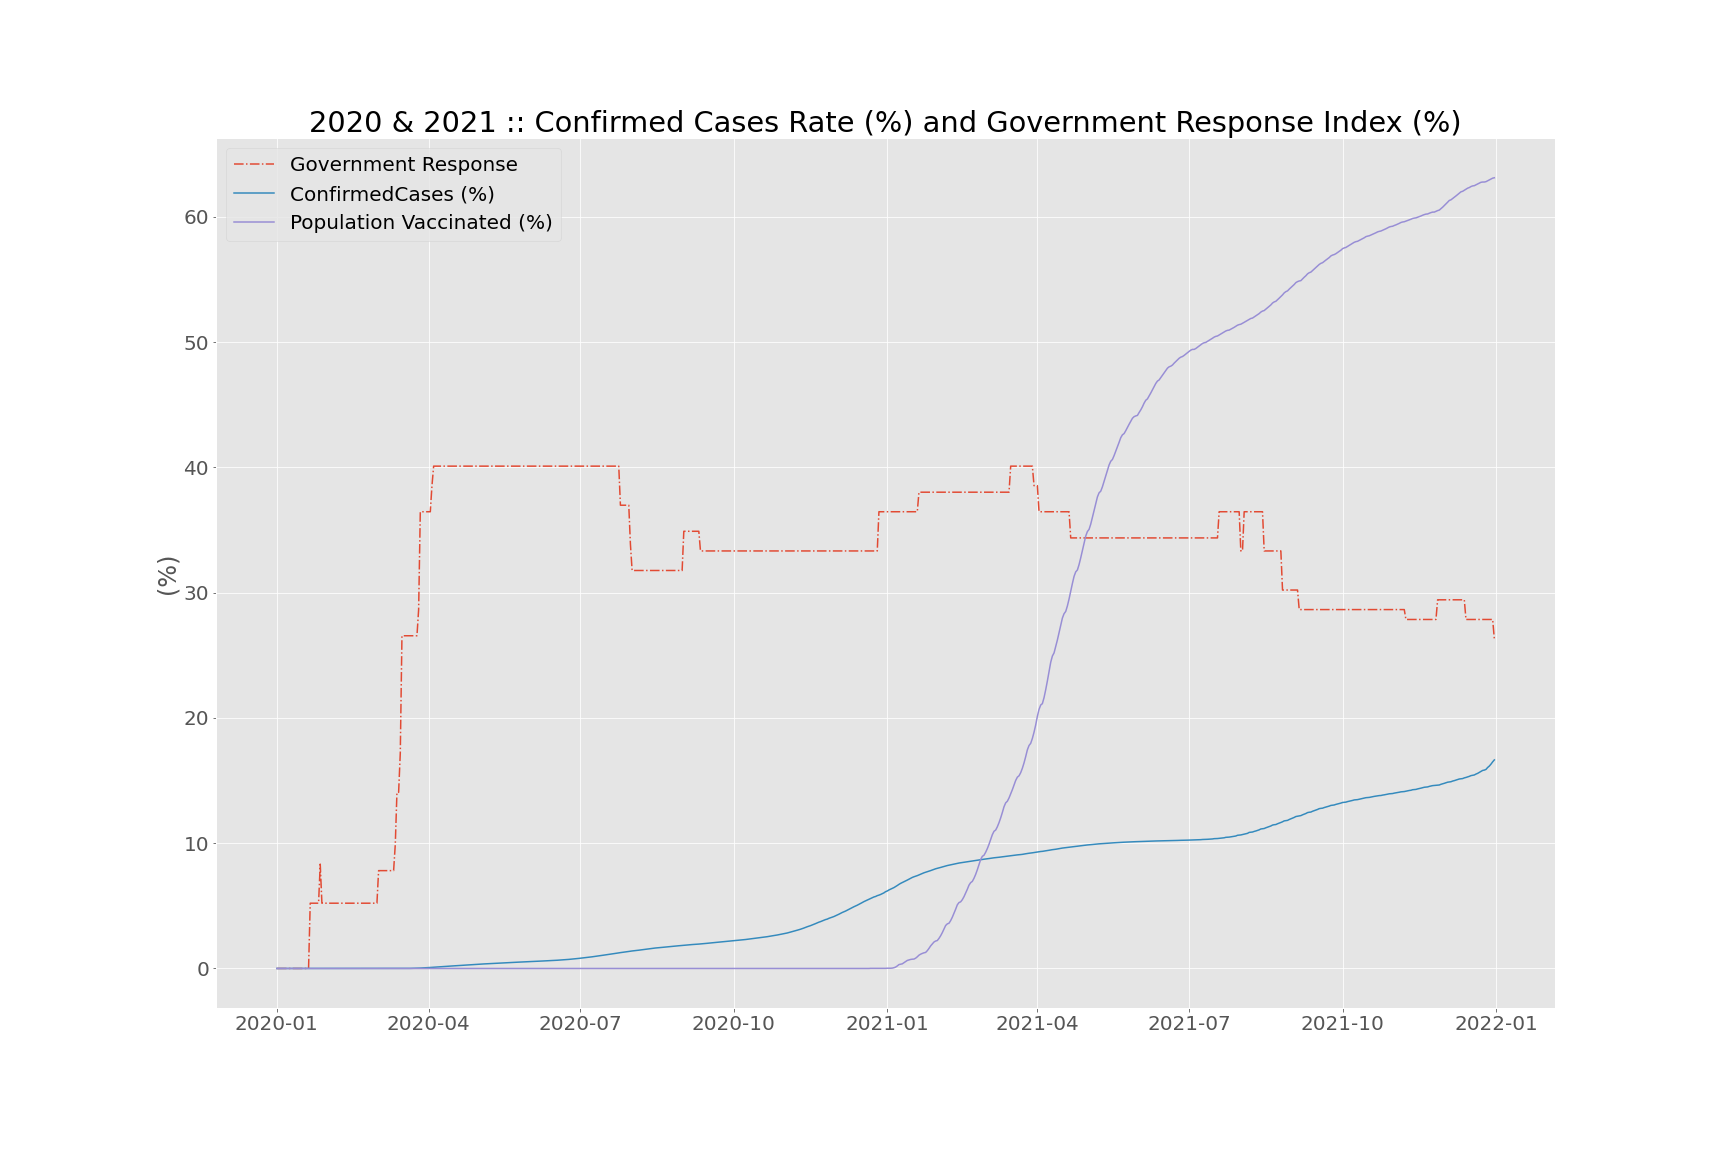 2020 & 2021 :: Confirmed Cases Rate (%) and Government Response Index (%)
Government Response
ConfirmedCases (%)
Population Vaccinated (%)
(%)
60
50
40
30
20
10
0
2020-01 2020-04 2020-07 2020-10 2021-01 2021-04 2021-07 2021-10 2022-01